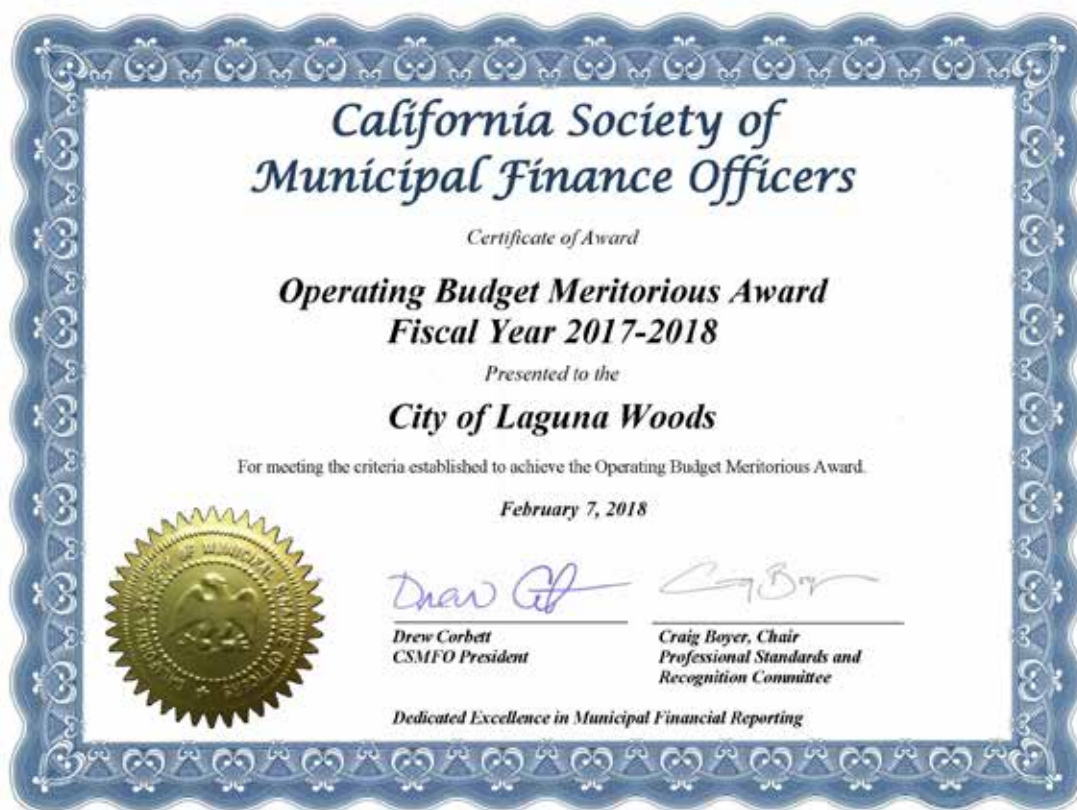 California Society of
Municipal Finance Officers
Certificate of Award
Operating Budget Meritorious Award
Fiscal Year 2017-2018
Presented to the
City of Laguna Woods
For meeting the criteria established to achieve the Operating Budget Meritorious Award.
February 7, 2018
Drew Corbett
CSMFO President
Craig Boyer, Chair
Professional Standards and
Recognition Committee
Dedicated Excellence in Municipal Financial Reporting